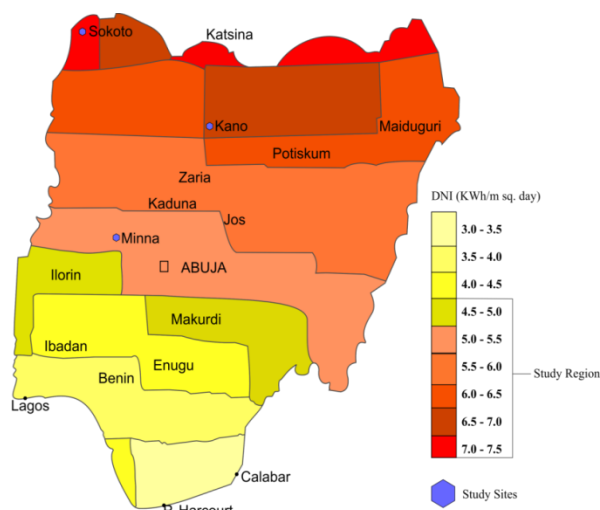 Sokoto
Katsina
Kano
Maiduguri
Potiskum
Zaria
Kaduna
Jos
Minna
ABUJA
Ilorin
Makurdi
Ibadan
Enugu
Benin
Lagos
Calabar
P. Harcourt
DNI (KWh/m sq. day)
3.0 - 3.5
3.5 - 4.0
4.0 - 4.5
4.5 - 5.0
5.0 - 5.5
5.5 - 6.0
6.0 - 6.5
6.5 - 7.0
7.0 - 7.5
Study Region
Study Sites